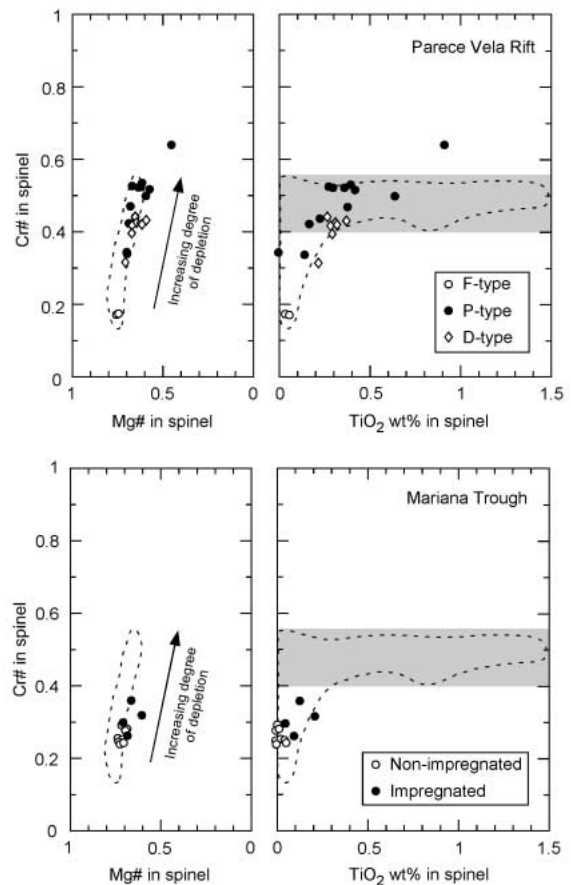 Parece Vela Rift
1
0.8
0.6
0.4
0.2
0
Cr# in spinel
Increasing degree
of depletion
F-type
P-type
D-type
1
0.5
0
0
0.5
1
1.5
Mg# in spinel
TiO2 wt% in spinel
Mariana Trough
1
0.8
0.6
0.4
0.2
0
Cr# in spinel
Increasing degree
of depletion
Non-impregnated
Impregnated
1
0.5
0
0
0.5
1
1.5
Mg# in spinel
TiO2 wt% in spinel